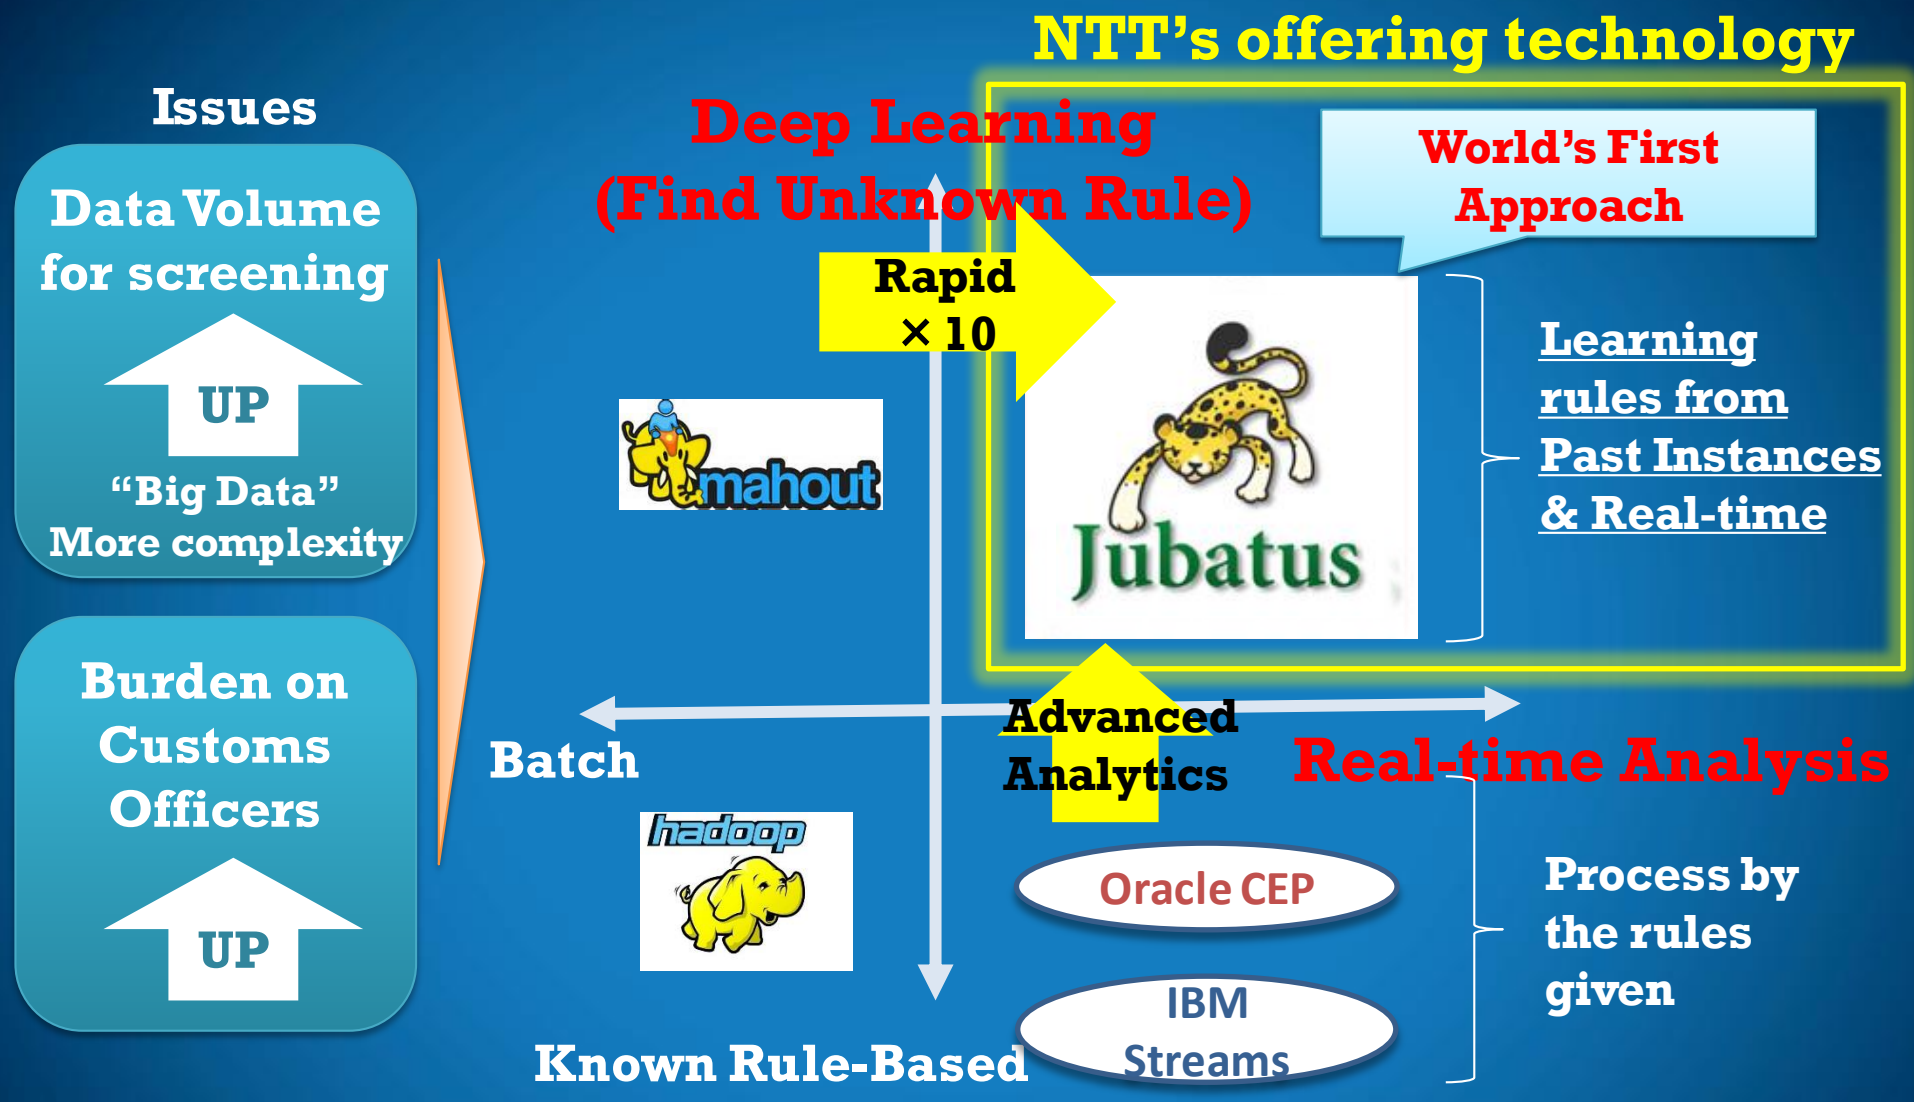 NTT’s offering technology
Issues
Data Volume
for screening
UP
“Big Data”
More complexity
Burden on
Customs
Officers
UP
Deep Learning
(Find Unknown Rule)
World’s First
Approach
Rapid
×10
mahout
Jubatus
Learning
rules from
Past Instances
& Real-time
Batch
Advanced
Analytics
Real-time Analysis
hadoop
Oracle CEP
IBM
Streams
Process by
the rules
given
Known Rule-Based